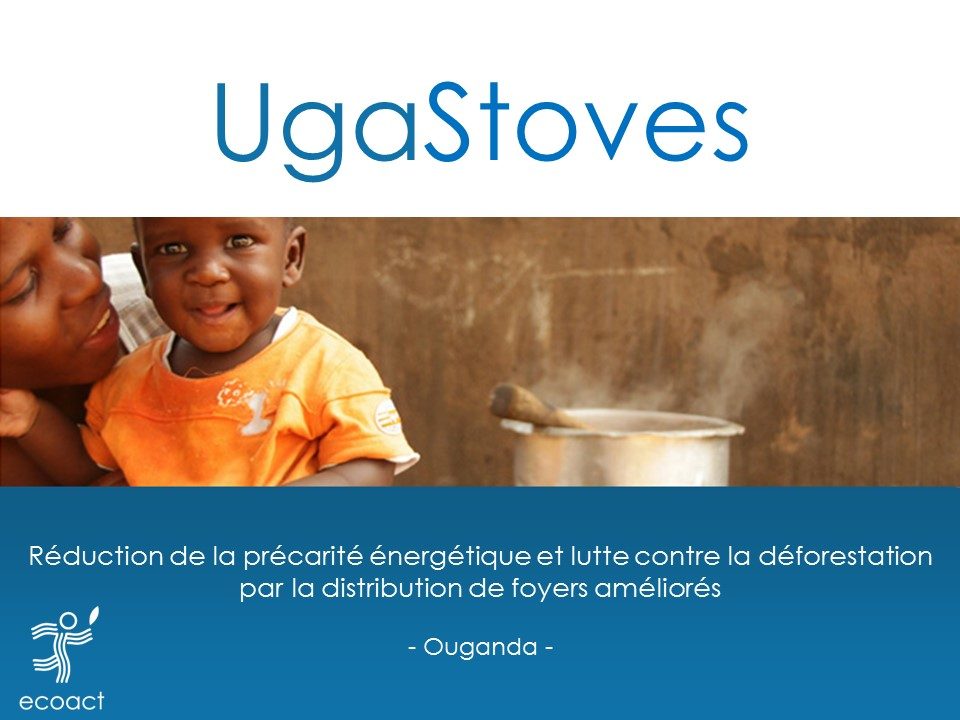 UgaStoves
Réduction de la précarité énergétique et lutte contre la déforestation
par la distribution de foyers améliorés
- Ouganda -
ecoact